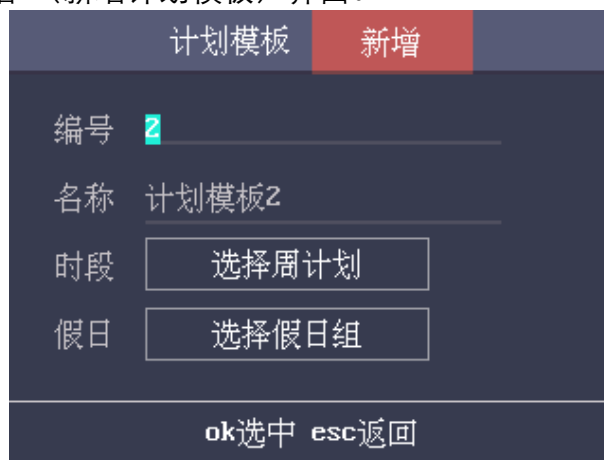 计划模板 新增
编号 2
名称 计划模板2
时段 选择周计划
假日 选择假日组
ok选中 esc返回